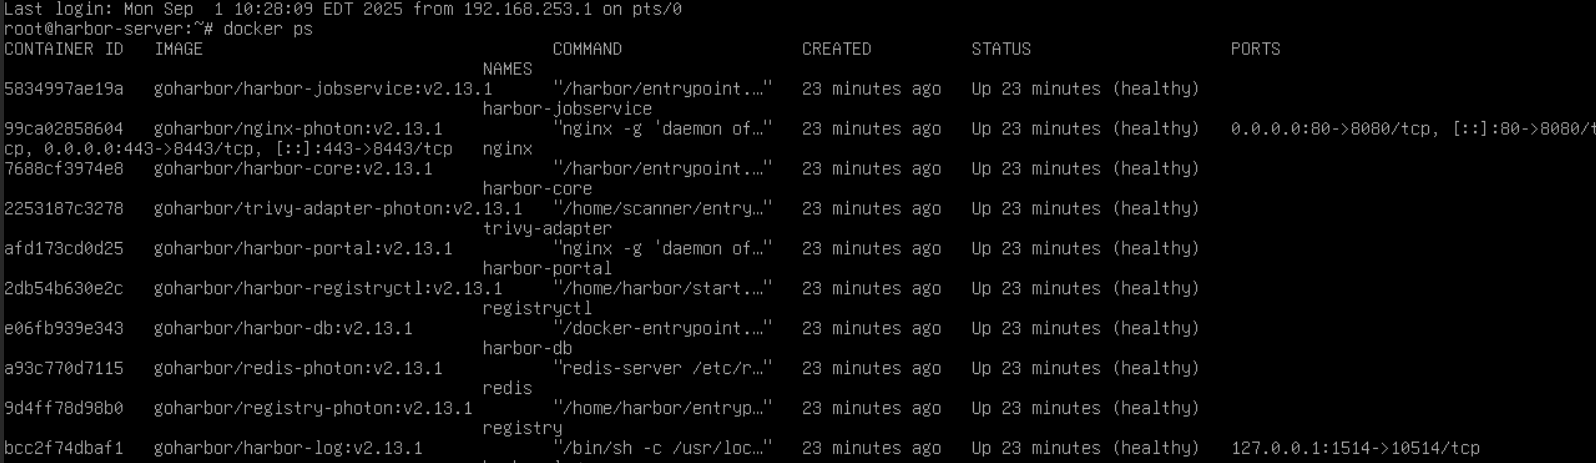 Last login: Mon Sep  1 10:28:09 EDT 2025 from 192.168.253.1 on pts/0
root@harbor-server:~# docker ps
CONTAINER ID   IMAGE                                   COMMAND                  CREATED          STATUS                    PORTS
NAMES
5834997ae19a   goharbor/harbor-jobservice:v2.13.1      "/harbor/entrypoint.…"   23 minutes ago   Up 23 minutes (healthy)
harbor-jobservice
99ca02858604   goharbor/nginx-photon:v2.13.1           "nginx -g 'daemon of…"   23 minutes ago   Up 23 minutes (healthy)   0.0.0.0:80->8080/tcp, [::]:80->8080/t
cp, 0.0.0.0:443->8443/tcp, [::]:443->8443/tcp   nginx
7688cf3974e8   goharbor/harbor-core:v2.13.1            "/harbor/entrypoint.…"   23 minutes ago   Up 23 minutes (healthy)
harbor-core
2253187c3278   goharbor/trivy-adapter-photon:v2.13.1   "/home/scanner/entry…"   23 minutes ago   Up 23 minutes (healthy)
trivy-adapter
afd173cd0d25   goharbor/harbor-portal:v2.13.1          "nginx -g 'daemon of…"   23 minutes ago   Up 23 minutes (healthy)
harbor-portal
2db54b630e2c   goharbor/harbor-registryctl:v2.13.1     "/home/harbor/start.…"   23 minutes ago   Up 23 minutes (healthy)
registryctl
e06fb939e343   goharbor/harbor-db:v2.13.1              "/docker-entrypoint.…"   23 minutes ago   Up 23 minutes (healthy)
harbor-db
a93c770d7115   goharbor/redis-photon:v2.13.1           "redis-server /etc/r…"   23 minutes ago   Up 23 minutes (healthy)
redis
9d4ff78d98b0   goharbor/registry-photon:v2.13.1        "/home/harbor/entryp…"   23 minutes ago   Up 23 minutes (healthy)
registry
bcc2f74dbaf1   goharbor/harbor-log:v2.13.1             "/bin/sh -c /usr/loc…"   23 minutes ago   Up 23 minutes (healthy)   127.0.0.1:1514->10514/tcp